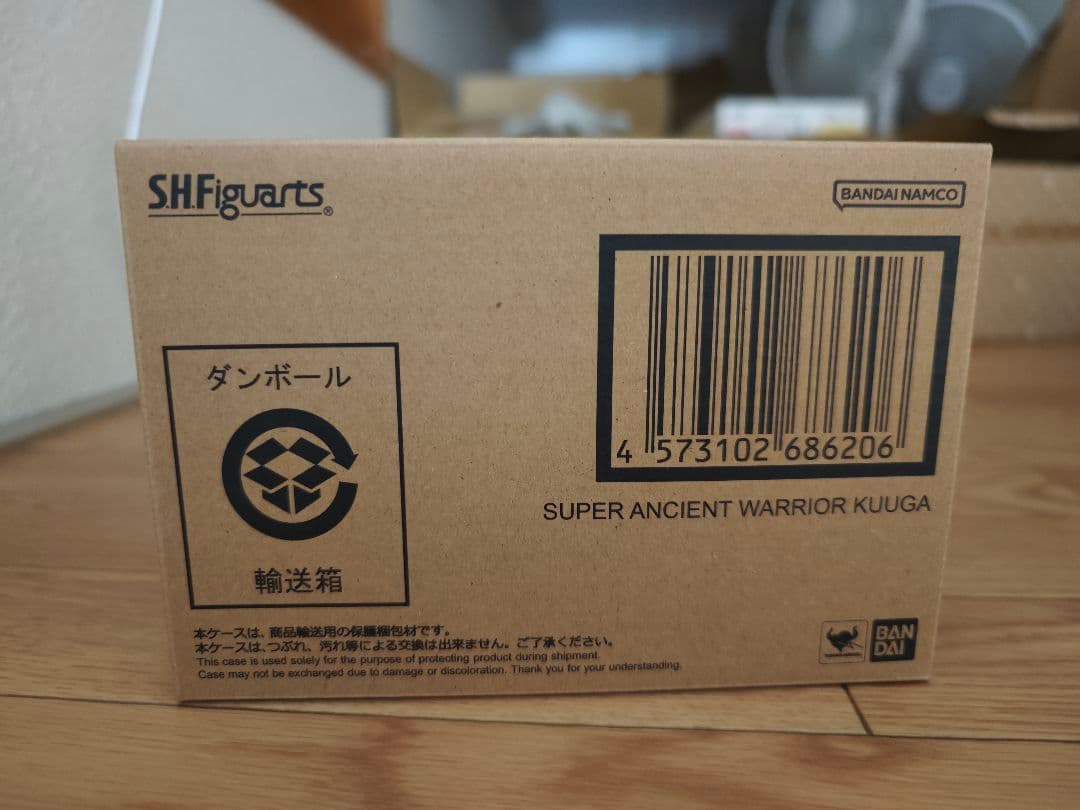 S.H.Figuarts®
BANDAI NAMCO
4 573102 686206
SUPER ANCIENT WARRIOR KUUGA
ダンボール
輸送箱
本ケースは、商品輸送用の保護梱包材です。
本ケースは、つぶれ、汚れ等による交換は出来ません。ご了承ください。
This case is used solely for the purpose of protecting product during shipment.
Case may not be exchanged due to damage or discoloration. Thank you for your understanding.
BAN
DAI